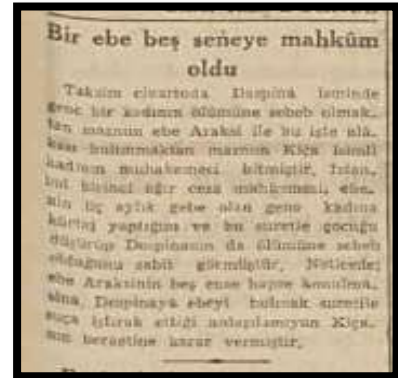 Bir ebe beş seneye mahkûm
oldu
Taksim civarında Despina isminde
genç bir kadının ölümüne sebeb olmak-
tan maznun ebe Araksi ile bu işte alâ-
kası bulunmaktan maznun Kiça isimli
kadının muhakemesi bitmiştir. İstan-
bul birinci ağır ceza mahkemesi, ebe-
nin üç aylık gebe olan genç kadına
kürtaj yaptığını ve bu suretle çocuğu
düşürüp Despinanın da ölümüne sebeb
olduğunu sabit görmüştür. Neticede;
ebe Araksinin beş sene hapse konulma-
sına, Despinaya ebeyi bulmak suretile
suça iştirak ettiği anlaşılamıyan Kiça-
nın beraetine karar vermiştir.